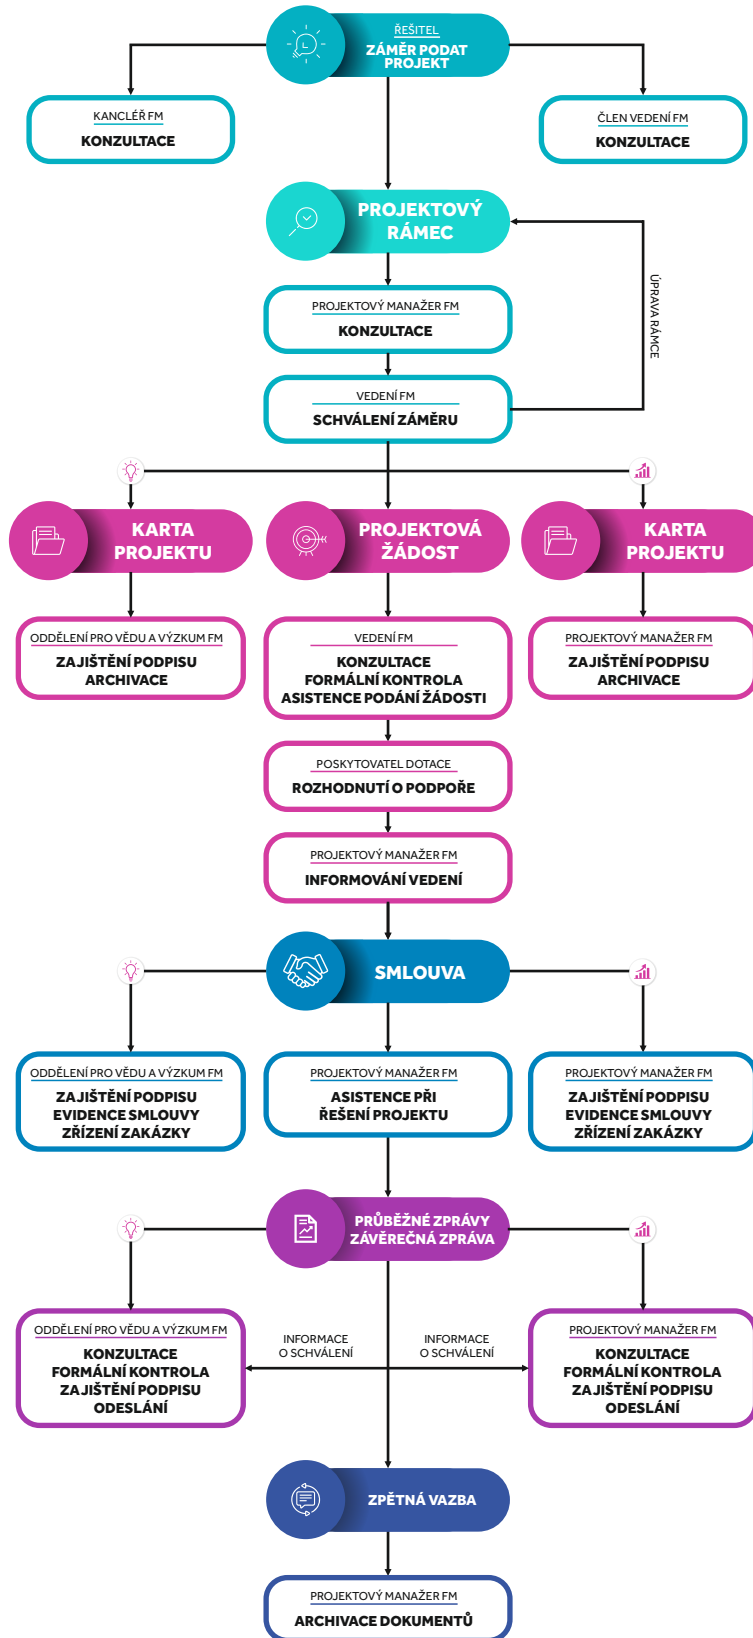 ŘEŠITEL
ZÁMĚR PODAT
PROJEKT
KANCLÉŘ FM
KONZULTACE
ČLEN VEDENÍ FM
KONZULTACE
PROJEKTOVÝ
RÁMEC
ÚPRAVA RÁMCE
PROJEKTOVÝ MANAŽER FM
KONZULTACE
VEDENÍ FM
SCHVÁLENÍ ZÁMĚRU
KARTA
PROJEKTU
PROJEKTOVÁ
ŽÁDOST
KARTA
PROJEKTU
ODDĚLENÍ PRO VĚDU A VÝZKUM FM
ZAJIŠTĚNÍ PODPISU
ARCHIVACE
VEDENÍ FM
KONZULTACE
FORMÁLNÍ KONTROLA
ASISTENCE PODÁNÍ ŽÁDOSTI
PROJEKTOVÝ MANAŽER FM
ZAJIŠTĚNÍ PODPISU
ARCHIVACE
POSKYTOVATEL DOTACE
ROZHODNUTÍ O PODPOŘE
PROJEKTOVÝ MANAŽER FM
INFORMOVÁNÍ VEDENÍ
SMLOUVA
ODDĚLENÍ PRO VĚDU A VÝZKUM FM
ZAJIŠTĚNÍ PODPISU
EVIDENCE SMLOUVY
ZŘÍZENÍ ZAKÁZKY
PROJEKTOVÝ MANAŽER FM
ASISTENCE PŘI
ŘEŠENÍ PROJEKTU
PROJEKTOVÝ MANAŽER FM
ZAJIŠTĚNÍ PODPISU
EVIDENCE SMLOUVY
ZŘÍZENÍ ZAKÁZKY
PRŮBĚŽNÉ ZPRÁVY
ZÁVĚREČNÁ ZPRÁVA
ODDĚLENÍ PRO VĚDU A VÝZKUM FM
KONZULTACE
FORMÁLNÍ KONTROLA
ZAJIŠTĚNÍ PODPISU
ODESLÁNÍ
INFORMACE
O SCHVÁLENÍ
INFORMACE
O SCHVÁLENÍ
PROJEKTOVÝ MANAŽER FM
KONZULTACE
FORMÁLNÍ KONTROLA
ZAJIŠTĚNÍ PODPISU
ODESLÁNÍ
ZPĚTNÁ VAZBA
PROJEKTOVÝ MANAŽER FM
ARCHIVACE DOKUMENTŮ